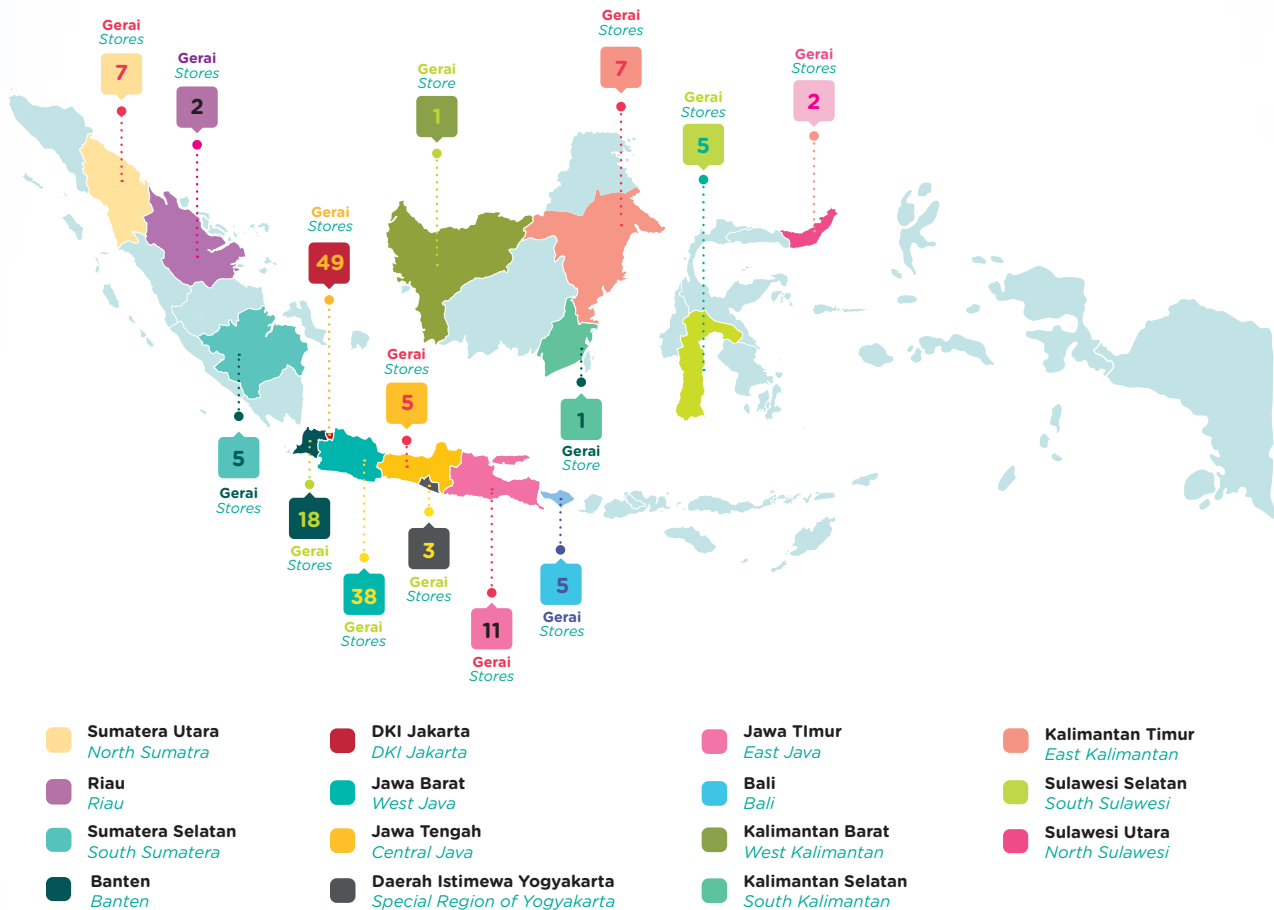 Gerai
Stores
7
Gerai
Stores
2
Gerai
Store
1
Gerai
Stores
7
Gerai
Stores
5
Gerai
Stores
2
Gerai
Stores
49
Gerai
Stores
5
5
Gerai
Stores
18
Gerai
Stores
38
Gerai
Stores
3
Gerai
Stores
11
Gerai
Stores
5
Gerai
Stores
1
Gerai
Store
Sumatera Utara
North Sumatra
Riau
Riau
Sumatera Selatan
South Sumatera
Banten
Banten
DKI Jakarta
DKI Jakarta
Jawa Barat
West Java
Jawa Tengah
Central Java
Daerah Istimewa Yogyakarta
Special Region of Yogyakarta
Jawa TImur
East Java
Bali
Bali
Kalimantan Barat
West Kalimantan
Kalimantan Selatan
South Kalimantan
Kalimantan Timur
East Kalimantan
Sulawesi Selatan
South Sulawesi
Sulawesi Utara
North Sulawesi